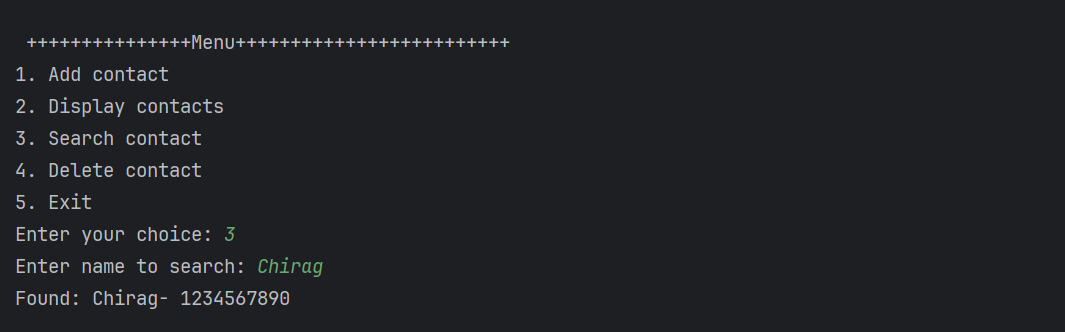 +++++++++++++++Menu+++++++++++++++++++++++++
1. Add contact
2. Display contacts
3. Search contact
4. Delete contact
5. Exit
Enter your choice: 3
Enter name to search: Chirag
Found: Chirag- 1234567890